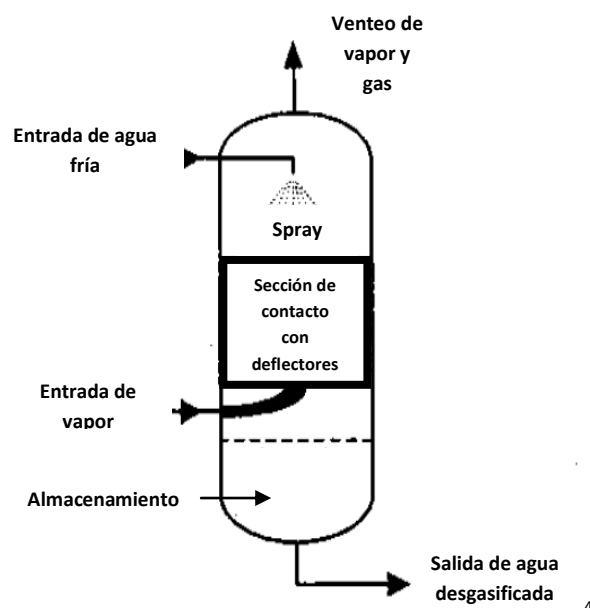 Venteo de
vapor y
gas
Entrada de agua
fría
Spray
Sección de
contacto
con
deflectores
Entrada de
vapor
Almacenamiento
Salida de agua
desgasificada